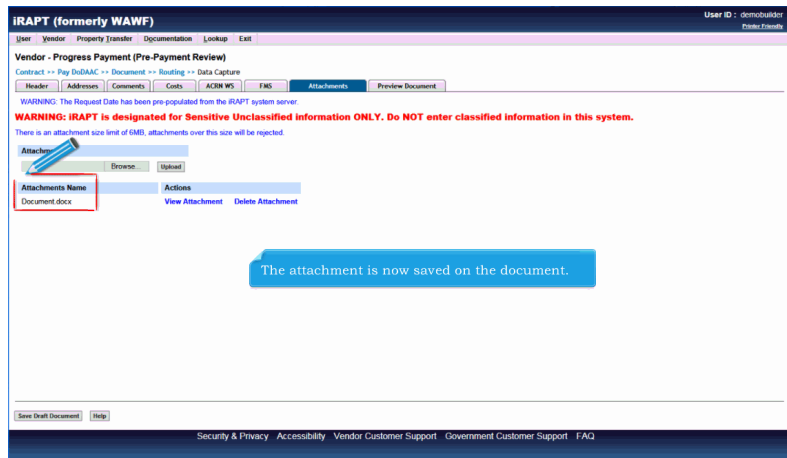 iRAPT (formerly WAWF)
User ID : demobuilder
Printer Friendly
User Vendor Property Transfer Documentation Lookup Exit
Vendor - Progress Payment (Pre-Payment Review)
Contract >> Pay DoDAAC >> Document >> Routing >> Data Capture
Header Addresses Comments Costs ACRN WS FMS Attachments Preview Document
WARNING: The Request Date has been pre-populated from the iRAPT system server.
WARNING: iRAPT is designated for Sensitive Unclassified information ONLY. Do NOT enter classified information in this system.
There is an attachment size limit of 6MB, attachments over this size will be rejected.
Browse... Upload
Attachments Name Actions
Document.docx View Attachment Delete Attachment
The attachment is now saved on the document.
Save Draft Document Help
Security & Privacy Accessibility Vendor Customer Support Government Customer Support FAQ